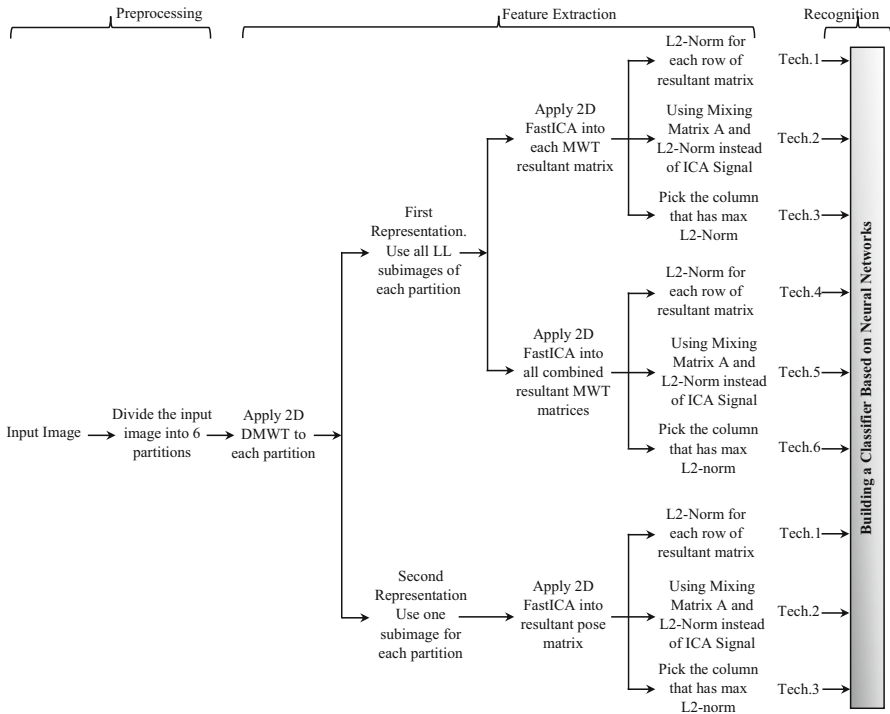 Preprocessing
Feature Extraction
Recognition
Input Image
Divide the input
image into 6
partitions
Apply 2D
DMWT to
each partition
First
Representation.
Use all LL
subimages of
each partition
Apply 2D
FastICA into
each MWT
resultant matrix
L2-Norm for
each row of
resultant matrix
Tech.1
Using Mixing
Matrix A and
L2-Norm instead
of ICA Signal
Tech.2
Pick the column
that has max
L2-Norm
Tech.3
Apply 2D
FastICA into
all combined
resultant MWT
matrices
L2-Norm for
each row of
resultant matrix
Tech.4
Using Mixing
Matrix A and
L2-Norm instead
of ICA Signal
Tech.5
Pick the column
that has max
L2-norm
Tech.6
Second
Representation
Use one
subimage for
each partition
Apply 2D
FastICA into
resultant pose
matrix
L2-Norm for
each row of
resultant matrix
Tech.1
Using Mixing
Matrix A and
L2-Norm instead
of ICA Signal
Tech.2
Pick the column
that has max
L2-norm
Tech.3
Building a Classifier Based on Neural Networks